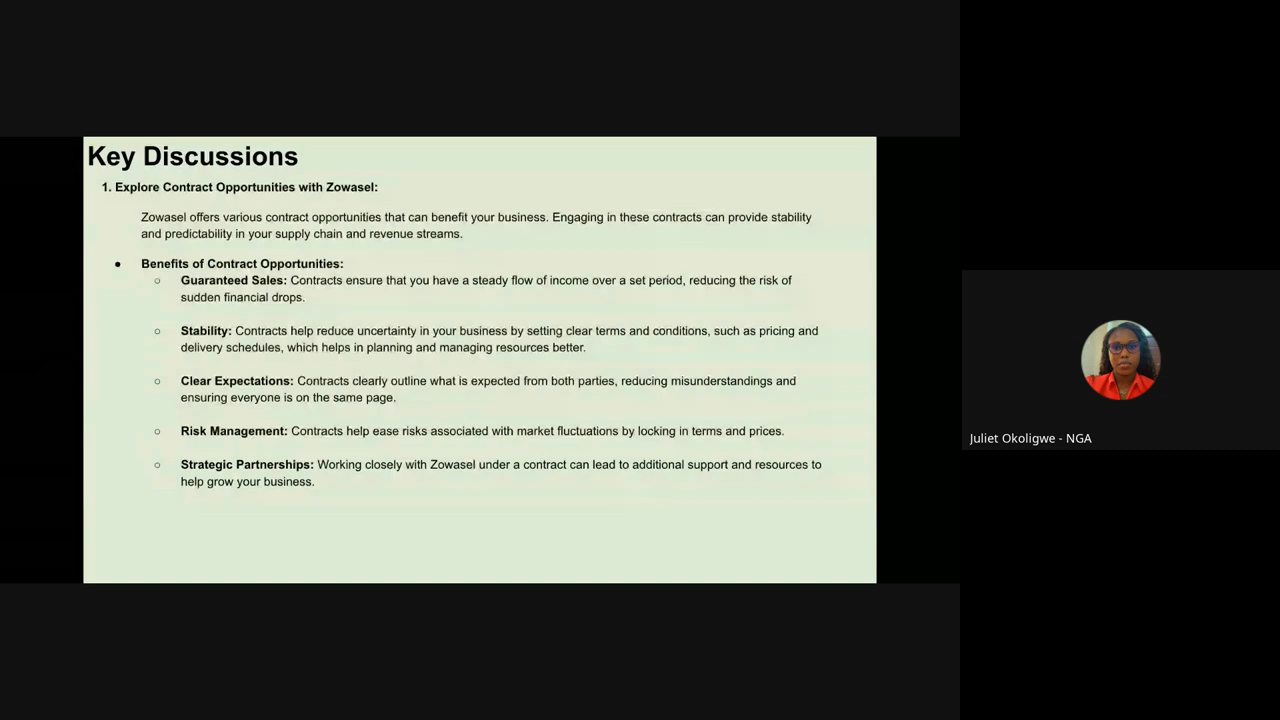 Key Discussions
1. Explore Contract Opportunities with Zowasel:
Zowasel offers various contract opportunities that can benefit your business. Engaging in these contracts can provide stability
and predictability in your supply chain and revenue streams.
● Benefits of Contract Opportunities:
○ Guaranteed Sales: Contracts ensure that you have a steady flow of income over a set period, reducing the risk of
sudden financial drops.
○ Stability: Contracts help reduce uncertainty in your business by setting clear terms and conditions, such as pricing and
delivery schedules, which helps in planning and managing resources better.
○ Clear Expectations: Contracts clearly outline what is expected from both parties, reducing misunderstandings and
ensuring everyone is on the same page.
○ Risk Management: Contracts help ease risks associated with market fluctuations by locking in terms and prices.
○ Strategic Partnerships: Working closely with Zowasel under a contract can lead to additional support and resources to
help grow your business.
Juliet Okoligwe - NGA